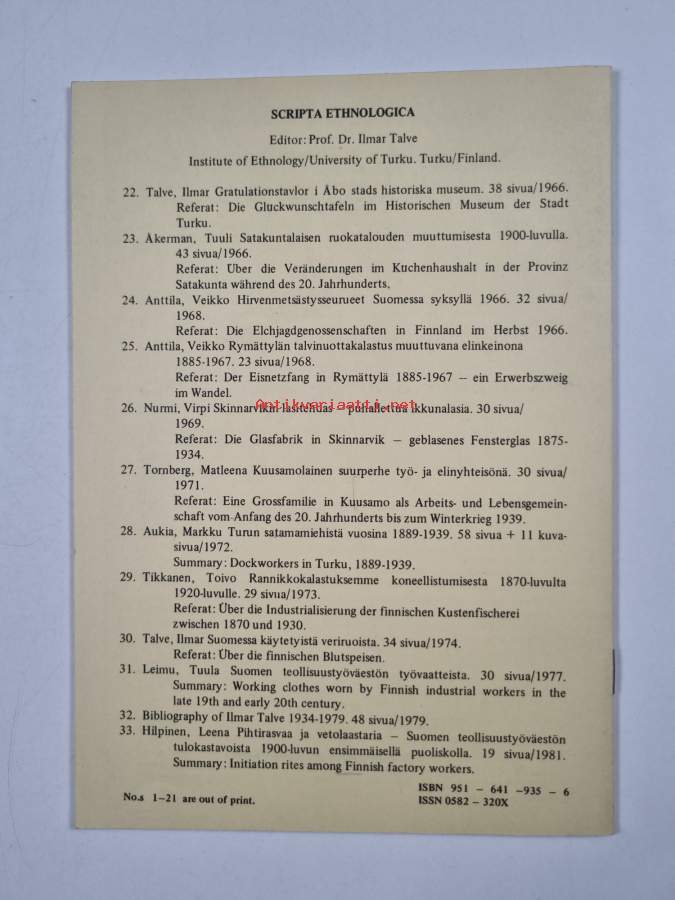 SCRIPTA ETHNOLOGICA
Editor: Prof. Dr. Ilmar Talve
Institute of Ethnology/University of Turku. Turku/Finland.
22. Talve, Ilmar Gratulationstavlor i Åbo stads historiska museum. 38 sivua/1966.
Referat: Die Gluckwunschtafeln im Historischen Museum der Stadt
Turku.
23. Åkerman, Tuuli Satakuntalaisen ruokatalouden muuttumisesta 1900-luvulla.
43 sivua/1966.
Referat: Über die Veränderungen im Kuchenhaushalt in der Provinz
Satakunta während des 20. Jahrhunderts,
24. Anttila, Veikko Hirvenmetsästysseurueet Suomessa syksyllä 1966. 32 sivua/
1968.
Referat: Die Elchjagdgenossenschaften in Finnland im Herbst 1966.
25. Anttila, Veikko Rymättylän talvinuottakalastus muuttuvana elinkeinona
1885-1967. 23 sivua/1968.
Referat: Der Eisnetzfang in Rymättylä 1885-1967 — ein Erwerbszweig
im Wandel.
Antikvariaatti.net
26. Nurmi, Virpi Skinnarvikin lasitehdas — puhallettua ikkunalasia. 30 sivua/
1969.
Referat: Die Glasfabrik in Skinnarvik — geblasenes Fensterglas 1875-
1934.
27. Tornberg, Matleena Kuusamolainen suurperhe työ- ja elinyhteisönä. 30 sivua/
1971.
Referat: Eine Grossfamilie in Kuusamo als Arbeits- und Lebensgemein-
schaft vom Anfang des 20. Jahrhunderts bis zum Winterkrieg 1939.
28. Aukia, Markku Turun satamamiehistä vuosina 1889-1939. 58 sivua + 11 kuva-
sivua/1972.
Summary: Dockworkers in Turku, 1889-1939.
29. Tikkanen, Toivo Rannikkokalastuksemme koneellistumisesta 1870-luvulta
1920-luvulle. 29 sivua/1973.
Referat: Über die Industrialisierung der finnischen Kustenfischerei
zwischen 1870 und 1930.
30. Talve, Ilmar Suomessa käytetyistä veriruoista. 34 sivua/1974.
Referat: Über die finnischen Blutspeisen.
31. Leimu, Tuula Suomen teollisuustyöväestön työvaatteista. 30 sivua/1977.
Summary: Working clothes worn by Finnish industrial workers in the
late 19th and early 20th century.
32. Bibliography of Ilmar Talve 1934-1979. 48 sivua/1979.
33. Hilpinen, Leena Pihtirasvaa ja vetolaastaria — Suomen teollisuustyöväestön
tulokastavoista 1900-luvun ensimmäisellä puoliskolla. 19 sivua/1981.
Summary: Initiation rites among Finnish factory workers.
No.s 1—21 are out of print.
ISBN 951 — 641 —935 — 6
ISSN 0582 — 320X